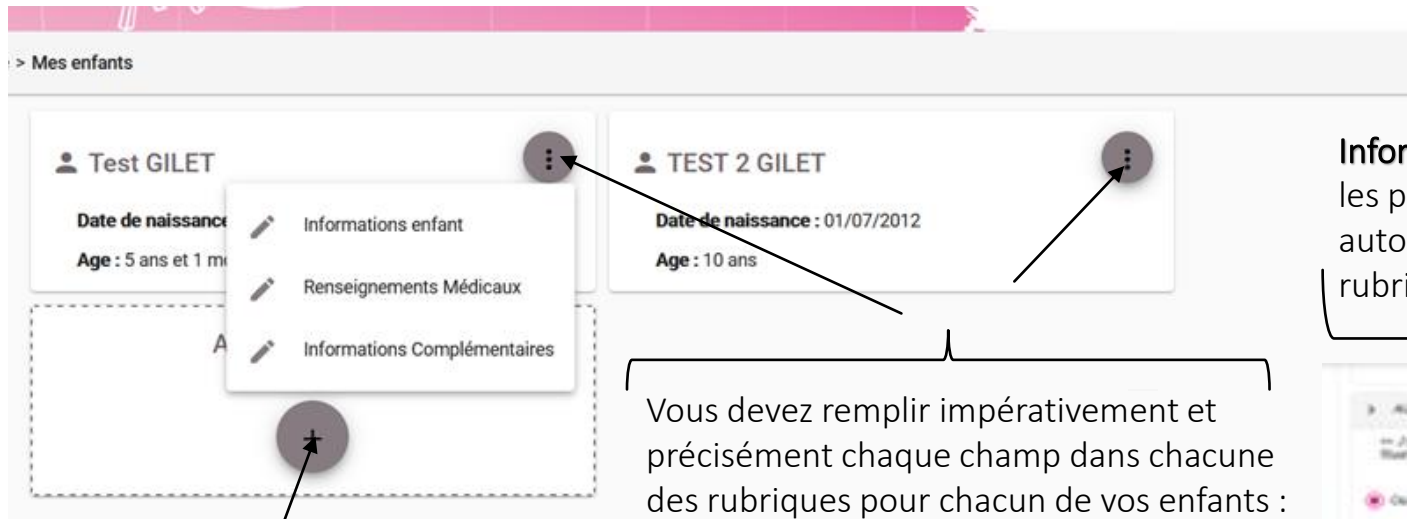 > Mes enfants
Test GILET
Date de naissance
Age : 5 ans et 1
Informations enfant
Renseignements Médicaux
Informations Complémentaires
+
TEST 2 GILET
Date de naissance : 01/07/2012
Age : 10 ans
Vous devez remplir impérativement et
précisément chaque champ dans chacune
des rubriques pour chacun de vos enfants :
les